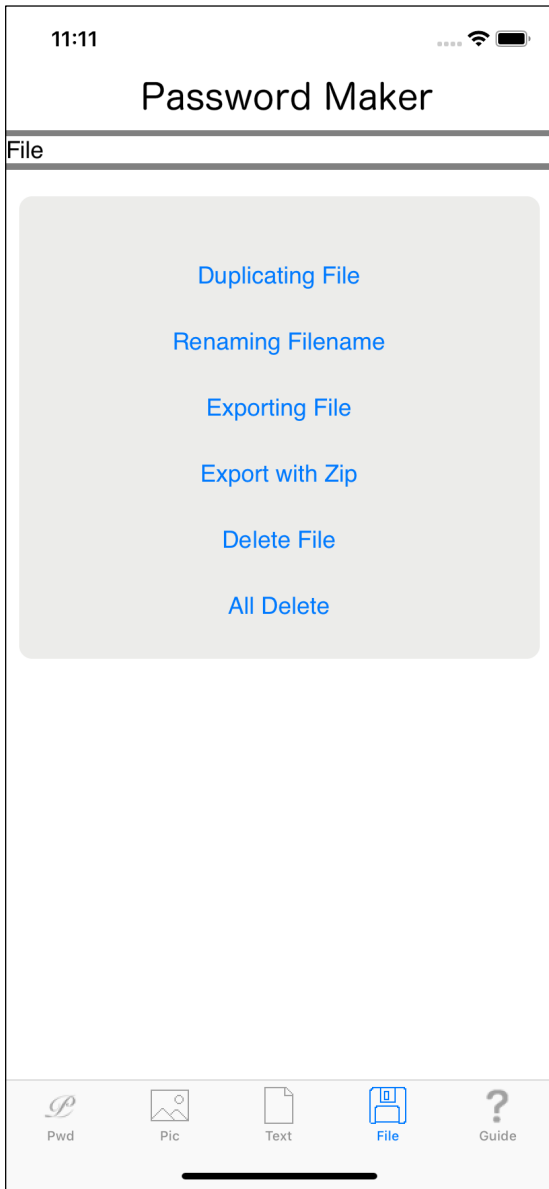 11:11
Password Maker
File
Duplicating File
Renaming Filename
Exporting File
Export with Zip
Delete File
All Delete
Pwd Pic Text File Guide